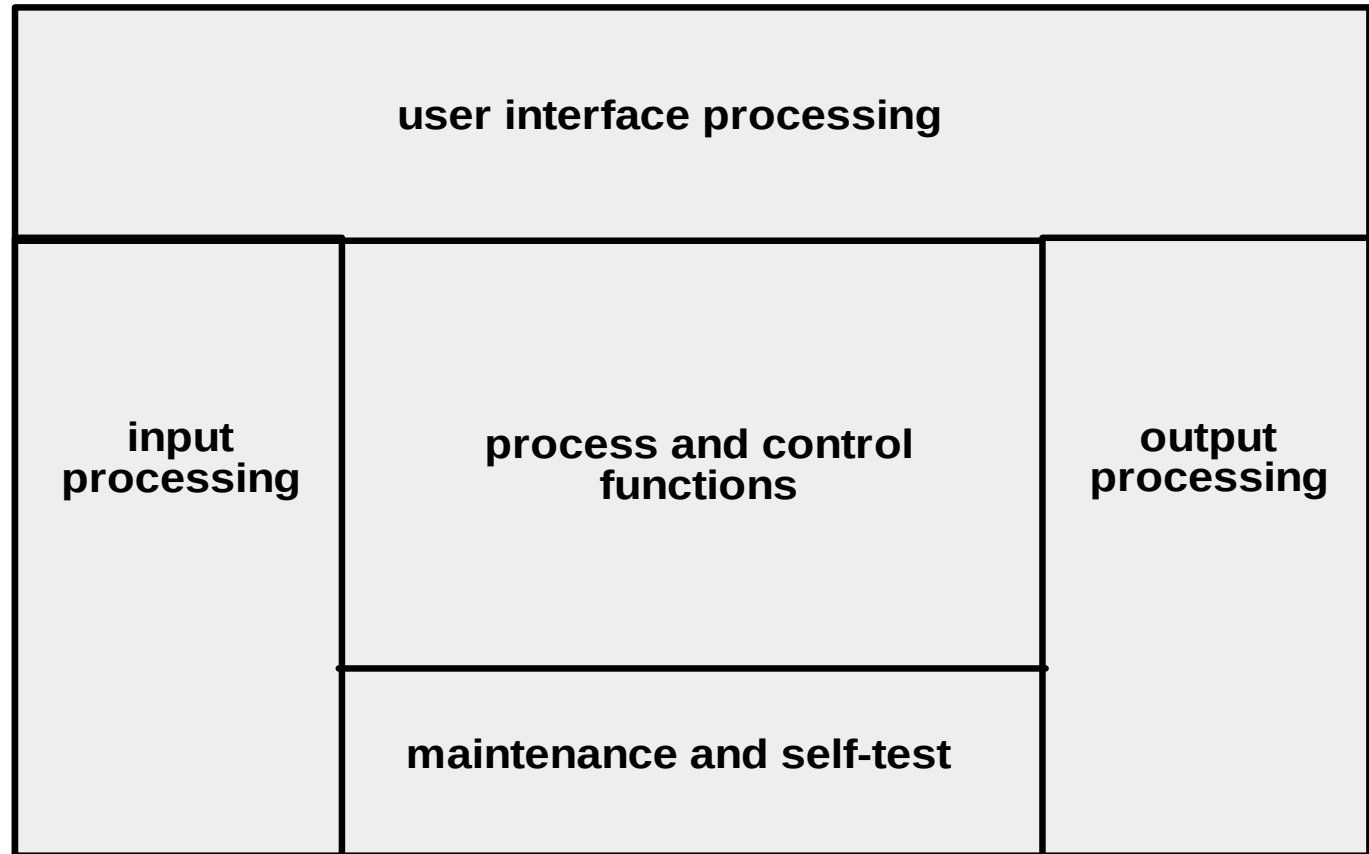 user interface processing
input
processing
process and control
functions
output
processing
maintenance and self-test